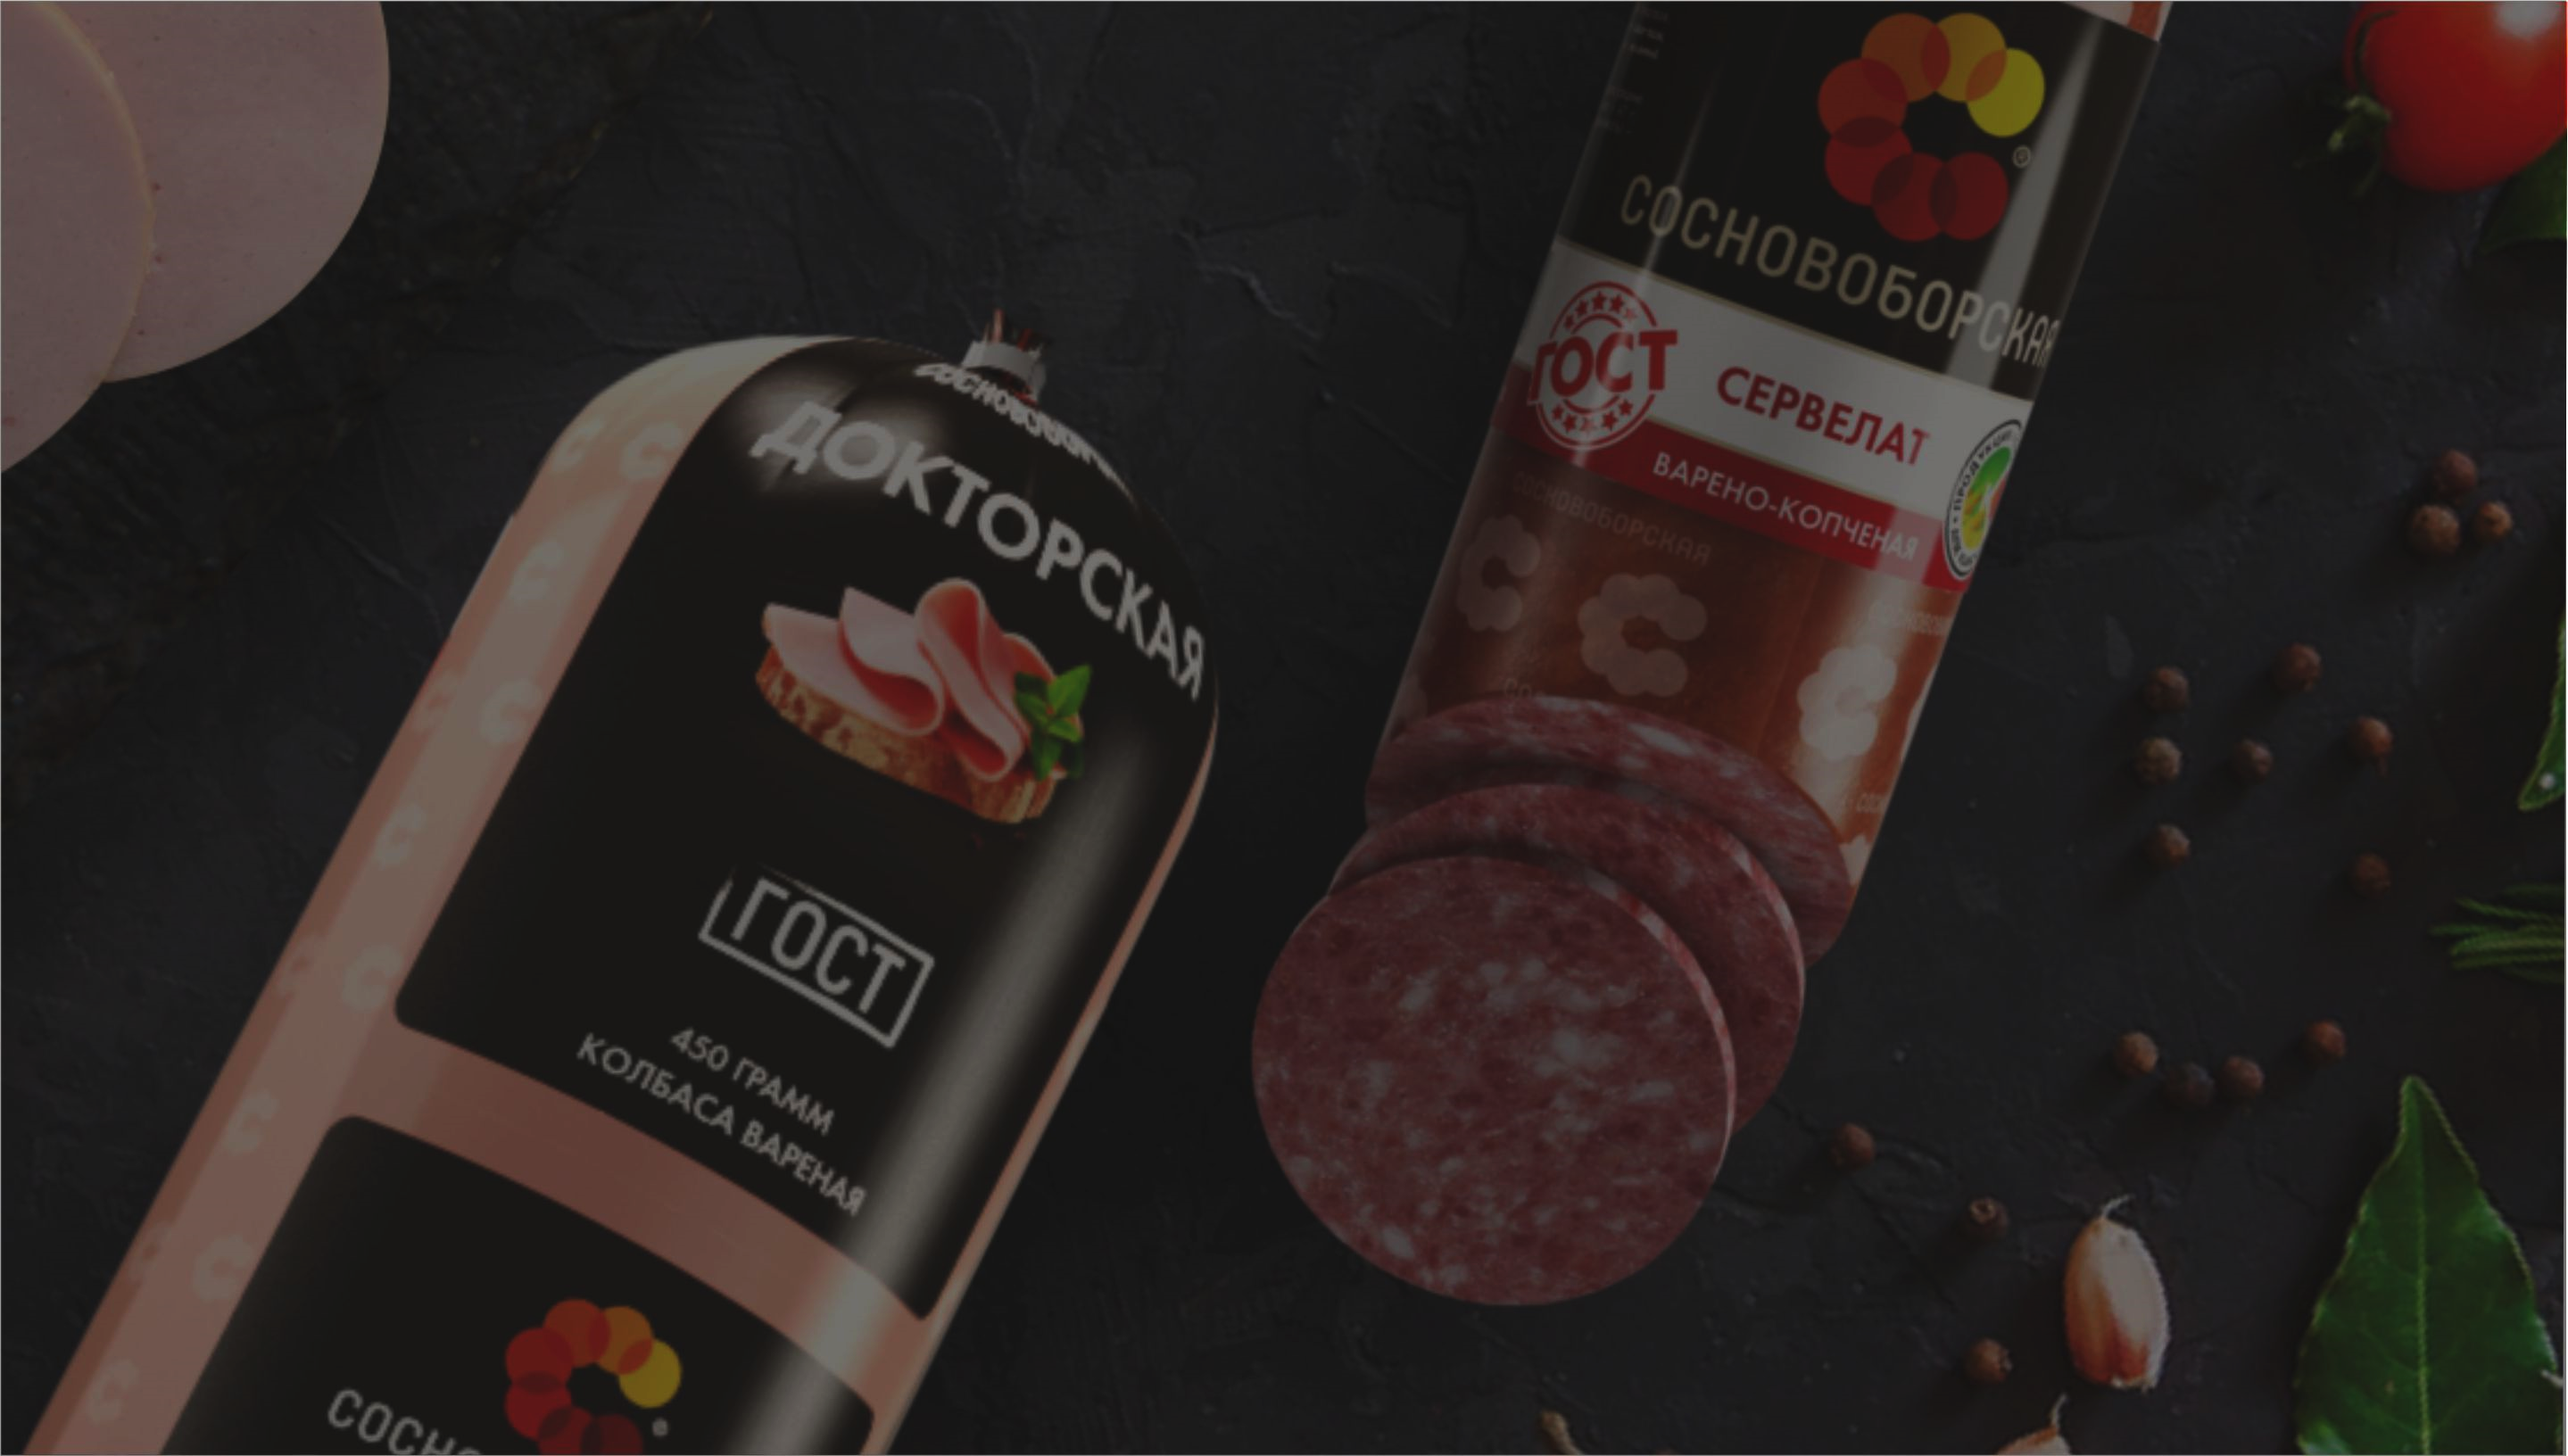 СОСНОВОБОРСКАЯ
ДОКТОРСКАЯ
ГОСТ
450 ГРАММ
КОЛБАСА ВАРЕНАЯ
®
СОСНОВОБОРСКАЯ
ГОСТ
СЕРВЕЛАТ
ВАРЕНО-КОПЧЕНАЯ
СОСНОВОБОРСКАЯ
®